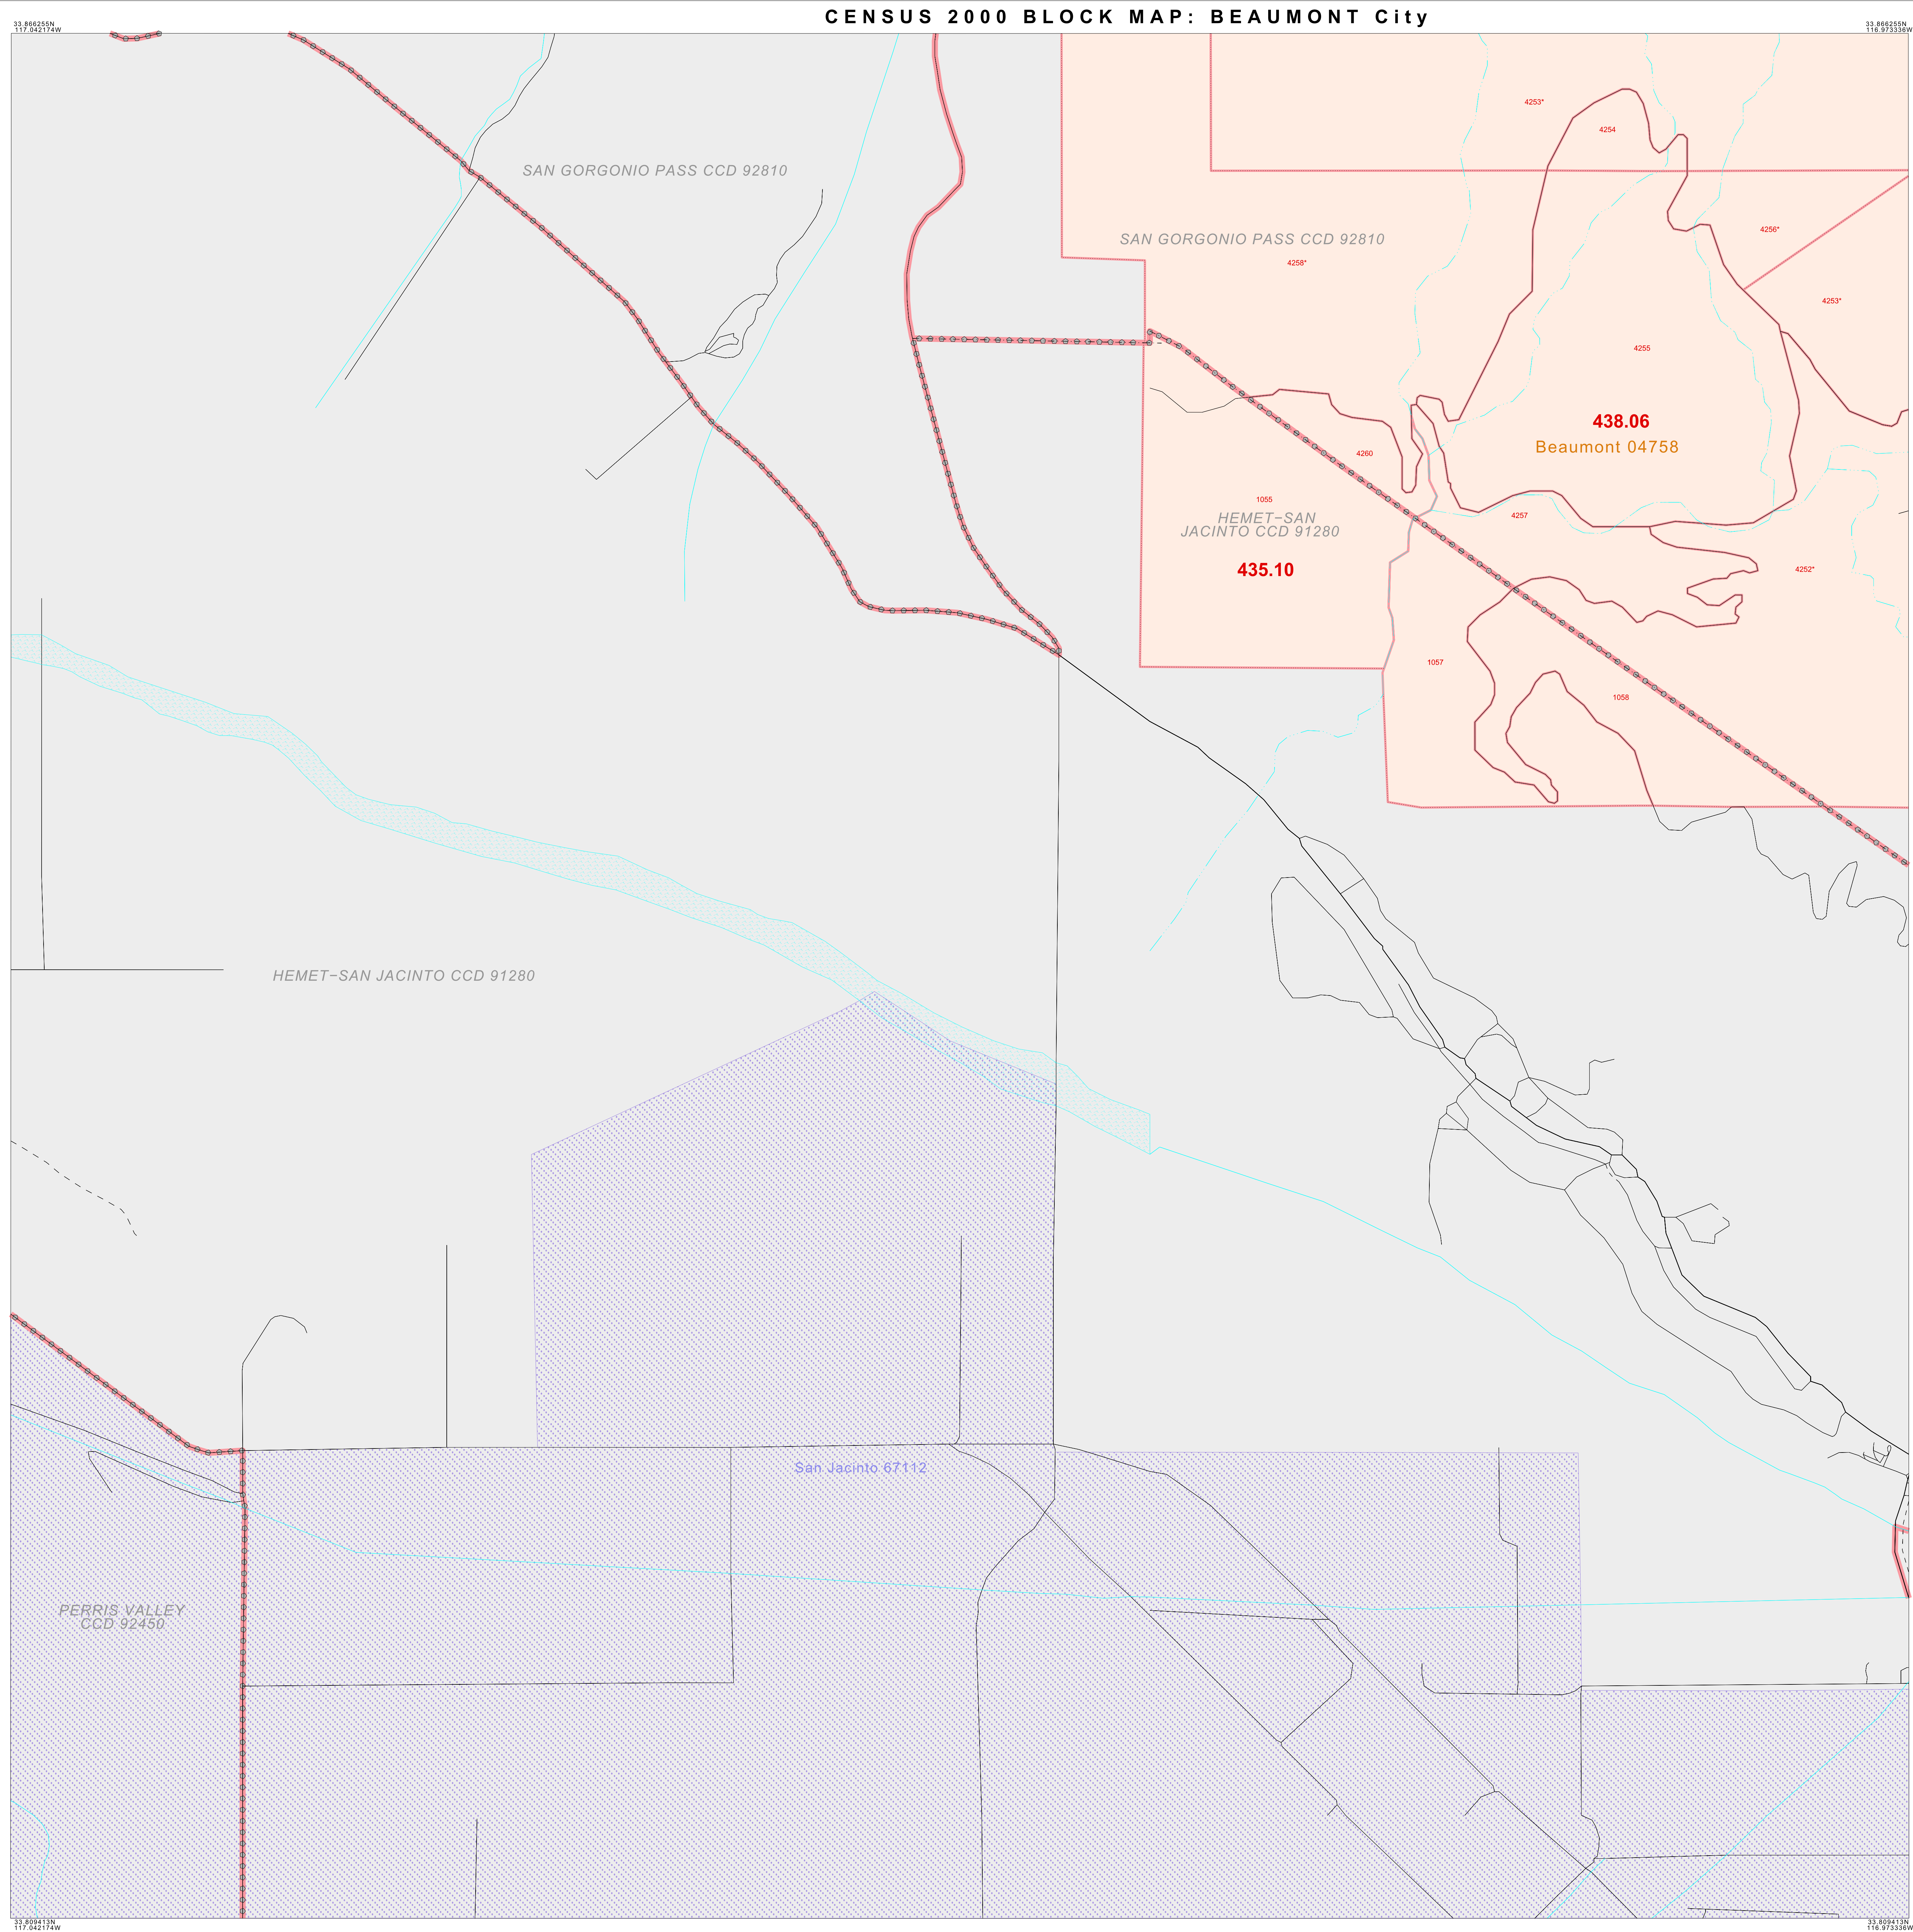 CENSUS 2000 BLOCK MAP: BEAUMONT City
33.866255N
117.042174W
33.866255N
116.973336W
4253*
4254
SAN GORGONIO PASS CCD 92810
4256*
SAN GORGONIO PASS CCD 92810
4258*
4253*
4255
438.06
Beaumont 04758
4260
1055
4257
HEMET−SAN
JACINTO CCD 91280
435.10
4252*
1057
1058
HEMET−SAN JACINTO CCD 91280
San Jacinto 67112
PERRIS VALLEY
CCD 92450
33.809413N
117.042174W
33.809413N
116.973336W